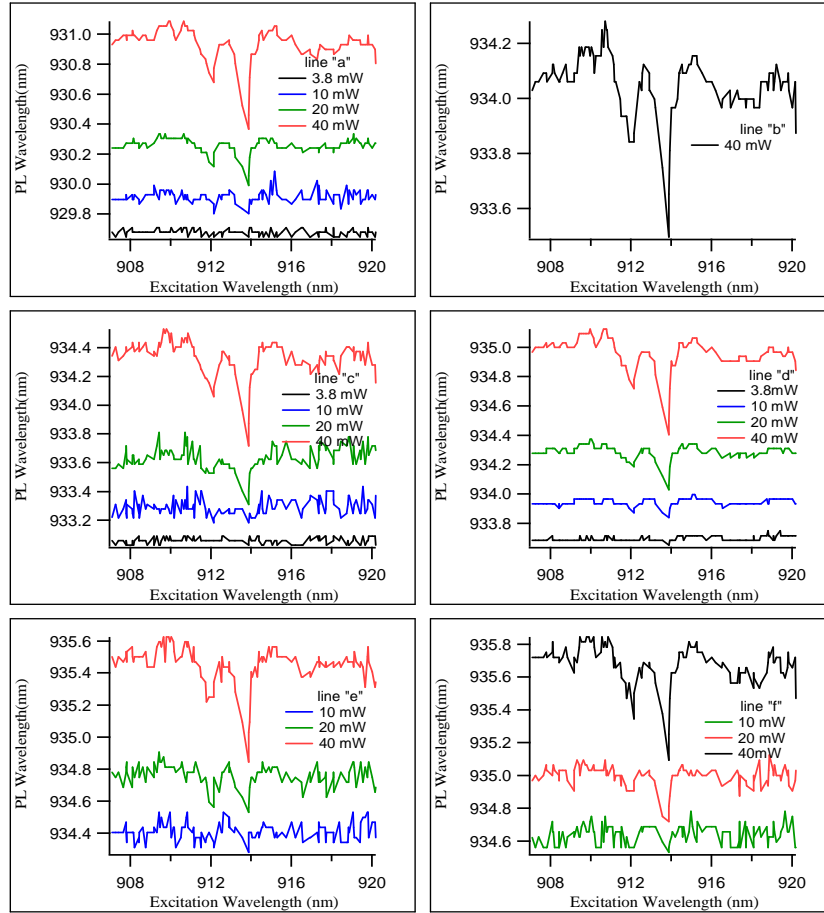 931.0
930.8
930.6
930.4
930.2
930.0
929.8
PL Wavelength(nm)
line "a"
3.8 mW
10 mW
20 mW
40 mW
908
912
916
920
Excitation Wavelength (nm)
934.2
934.0
933.8
933.6
PL Wavelength(nm)
line "b"
40 mW
908
912
916
920
Excitation Wavelength (nm)
934.4
934.2
934.0
933.8
933.6
933.4
933.2
PL Wavelength(nm)
line "c"
3.8 mW
10 mW
20 mW
40 mW
908
912
916
920
Excitation Wavelength (nm)
935.0
934.8
934.6
934.4
934.2
934.0
933.8
PL Wavelength(nm)
line "d"
3.8mW
10 mW
20 mW
40 mW
908
912
916
920
Excitation Wavelength (nm)
935.6
935.4
935.2
935.0
934.8
934.6
934.4
PL Wavelength(nm)
line "e"
10 mW
20 mW
40 mW
908
912
916
920
Excitation Wavelength (nm)
935.8
935.6
935.4
935.2
935.0
934.8
934.6
PL Wavelength(nm)
line "f"
10 mW
20 mW
40mW
908
912
916
920
Excitation Wavelength (nm)